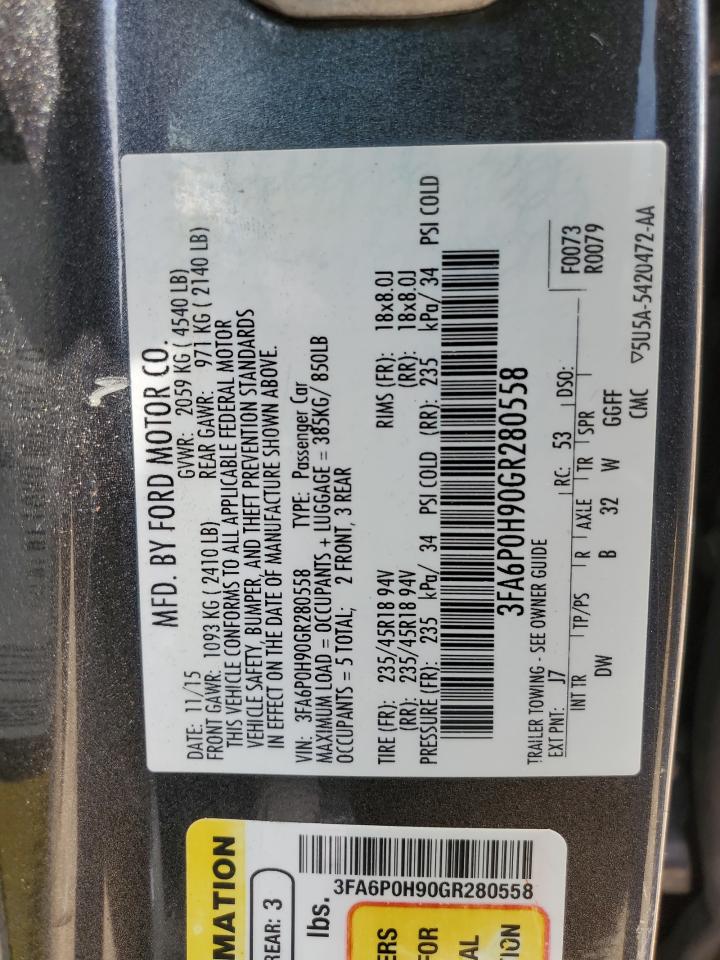 MFD. BY FORD MOTOR CO.
DATE: 11/15 GVWR: 2059 KG ( 4540 LB)
FRONT GAWR: 1093 KG (2410 LB) REAR GAWR: 971 KG ( 2140 LB)
THIS VEHICLE CONFORMS TO ALL APPLICABLE FEDERAL MOTOR
VEHICLE SAFETY, BUMPER, AND THEFT PREVENTION STANDARDS
IN EFFECT ON THE DATE OF MANUFACTURE SHOWN ABOVE.
VIN: 3FA6P0H90GR280558 TYPE: Passenger Car
MAXIMUM LOAD = OCCUPANTS + LUGGAGE = 385KG/ 850LB
OCCUPANTS = 5 TOTAL; 2 FRONT, 3 REAR
TIRE (FR): 235/45R18 94V RIMS (FR): 18x8.0J
(RR): 235/45R18 94V (RR): 18x8.0J
PRESSURE (FR): 235 kPa/ 34 PSI COLD (RR): 235 kPa/ 34 PSI COLD
3FA6P0H90GR280558
TRAILER TOWING - SEE OWNER GUIDE F0073
EXT PNT: J7 RC: 53 DSO: R0079
INT TR TP/PS R AXLE TR SPR
DW B 32 W GGFF
CMC ▽5U5A-5420472-AA
MATION
REAR: 3
lbs.
3FA6P0H90GR280558
ERS
FOR
AL
ION